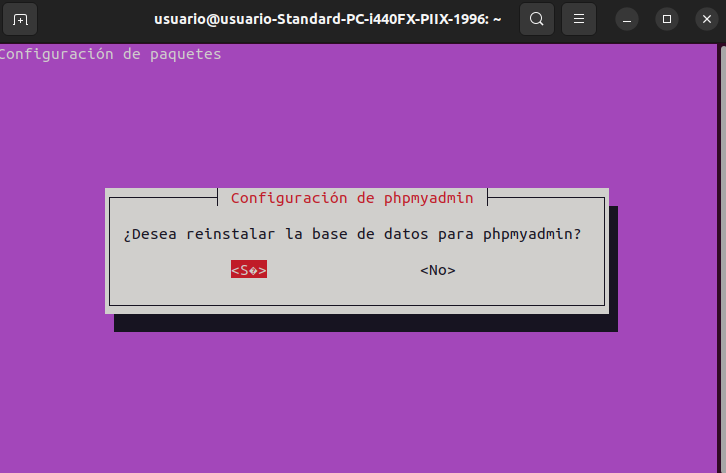 usuario@usuario-Standard-PC-i440FX-PIIX-1996: ~
Configuración de paquetes
Configuración de phpmyadmin
¿Desea reinstalar la base de datos para phpmyadmin?
<S�> <No>